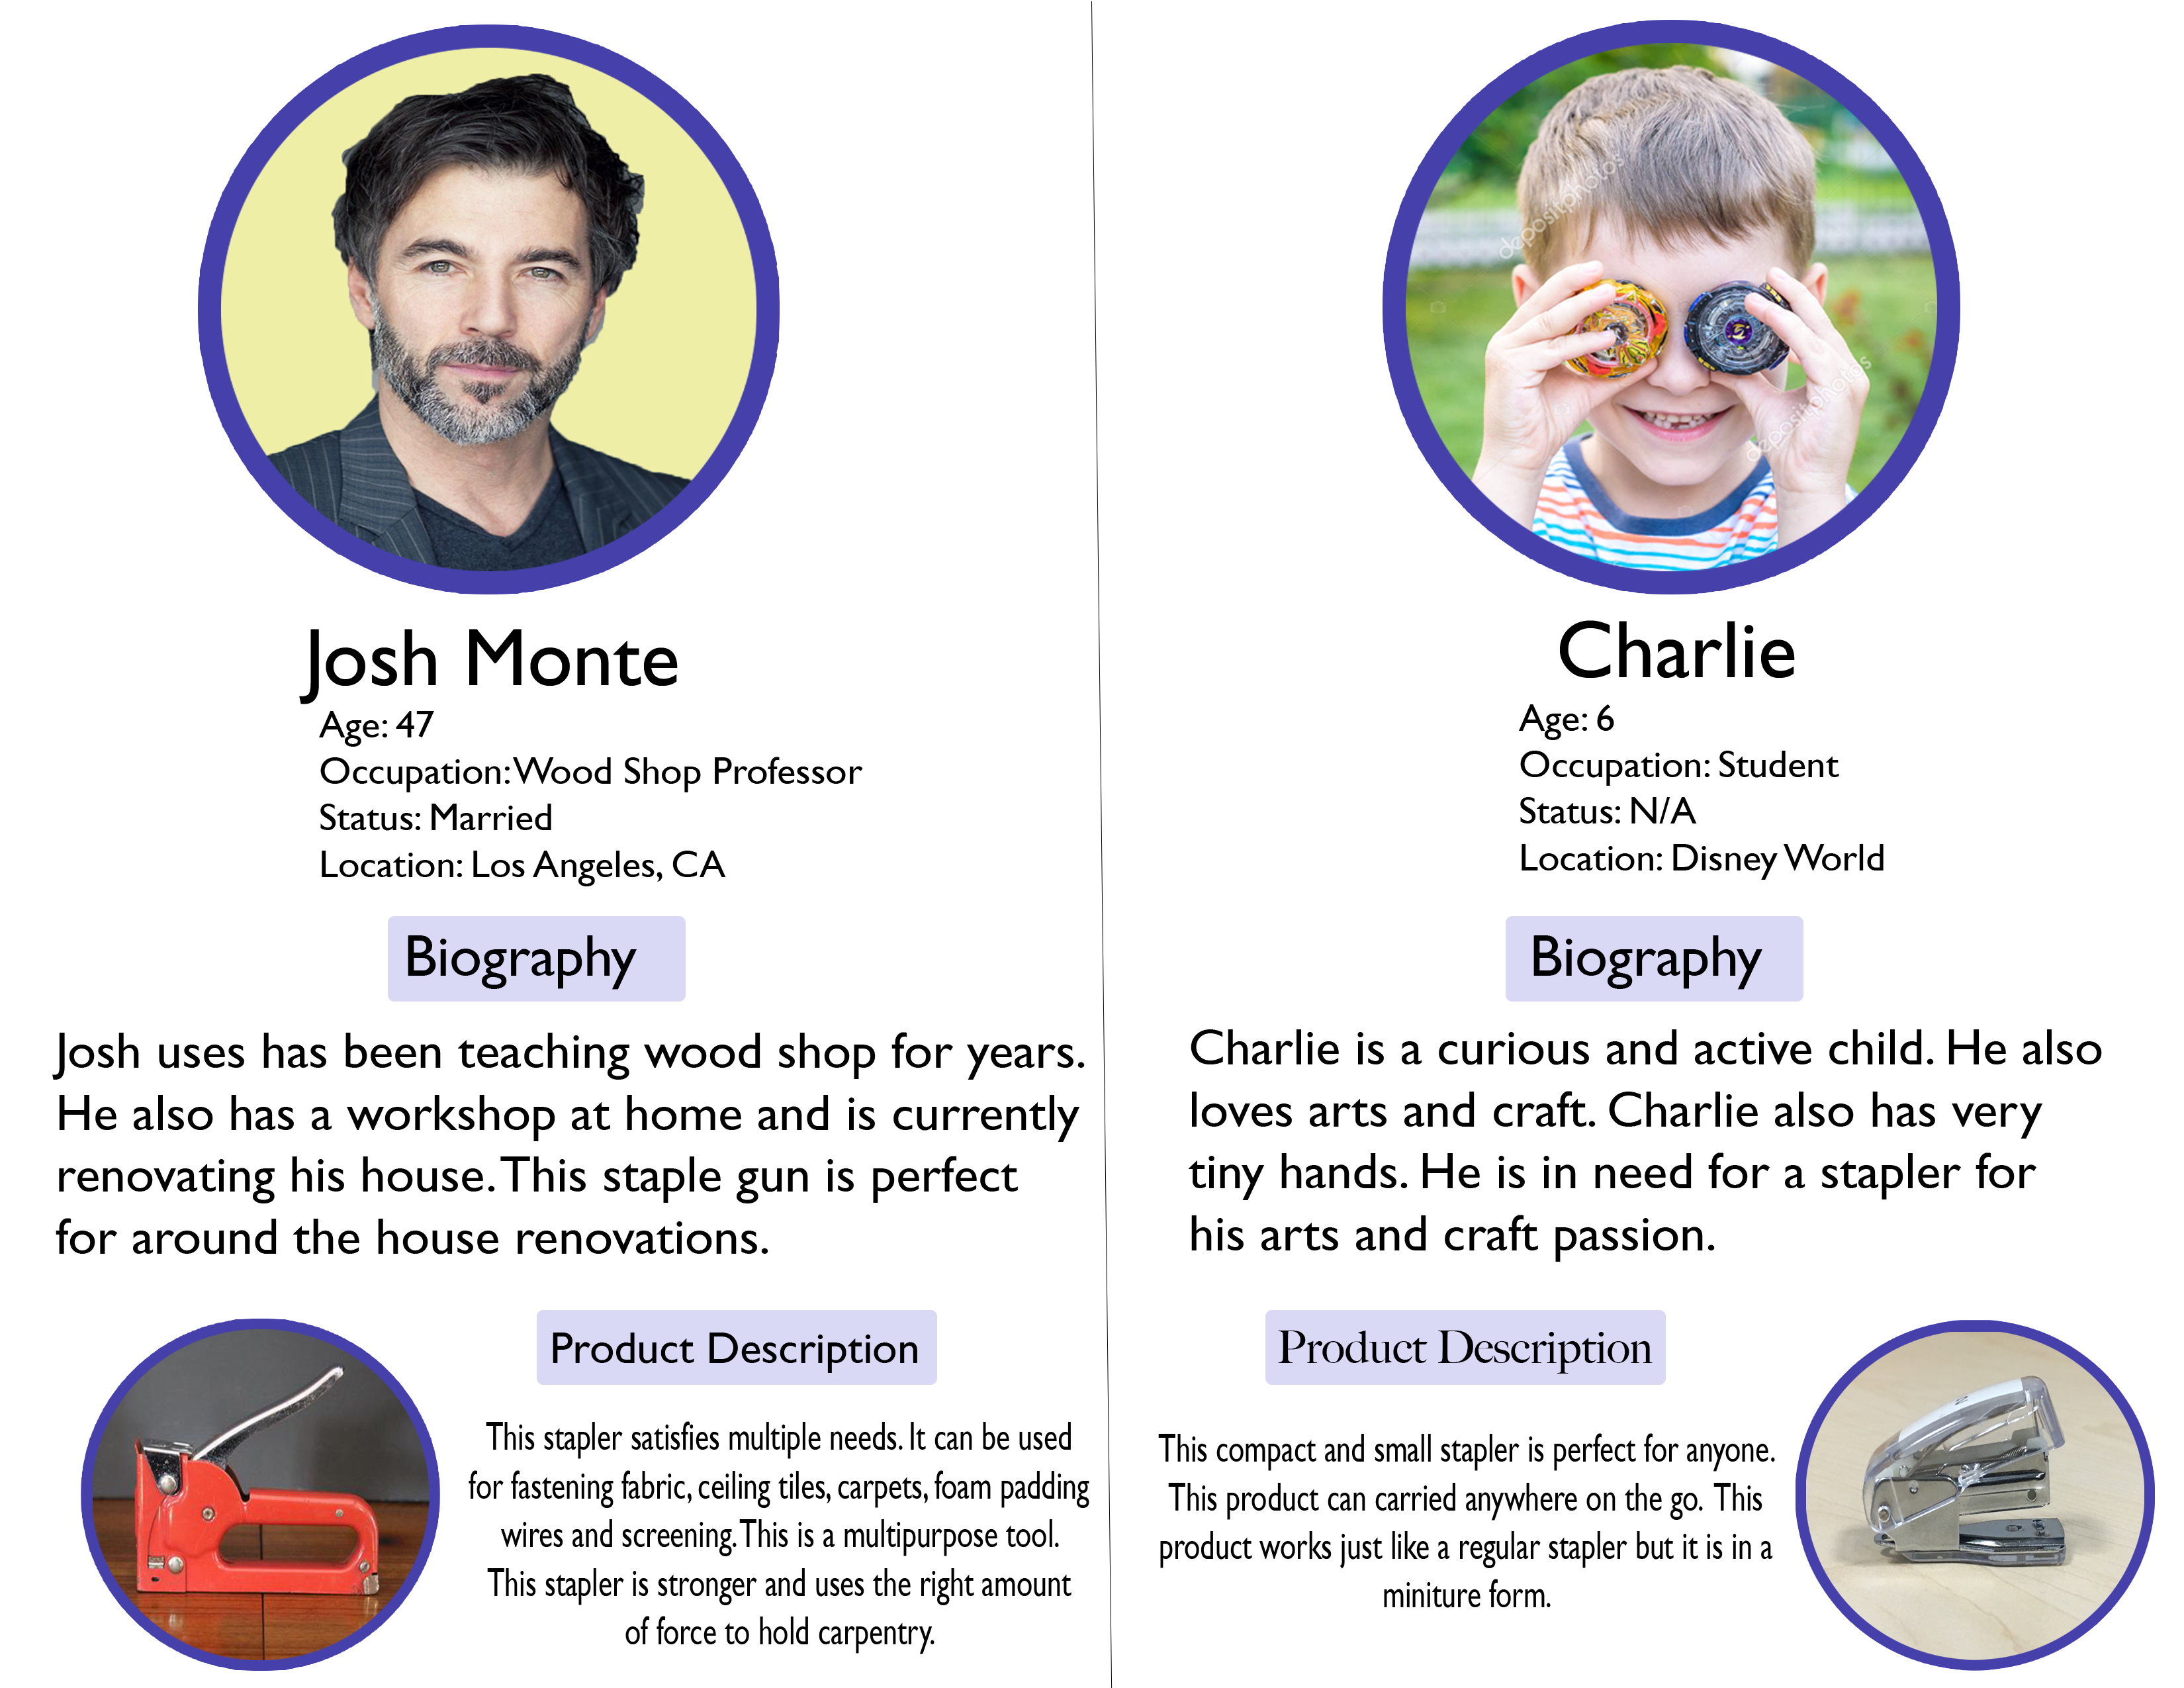 Josh Monte
Age: 47
Occupation: Wood Shop Professor
Status: Married
Location: Los Angeles, CA
Biography
Josh uses has been teaching wood shop for years.
He also has a workshop at home and is currently
renovating his house. This staple gun is perfect
for around the house renovations.
Product Description
This stapler satisfies multiple needs. It can be used
for fastening fabric, ceiling tiles, carpets, foam padding
wires and screening. This is a multipurpose tool.
This stapler is stronger and uses the right amount
of force to hold carpentry.
depositphotos
depositphotos
Charlie
Age: 6
Occupation: Student
Status: N/A
Location: Disney World
Biography
Charlie is a curious and active child. He also
loves arts and craft. Charlie also has very
tiny hands. He is in need for a stapler for
his arts and craft passion.
Product Description
This compact and small stapler is perfect for anyone.
This product can carried anywhere on the go. This
product works just like a regular stapler but it is in a
miniture form.